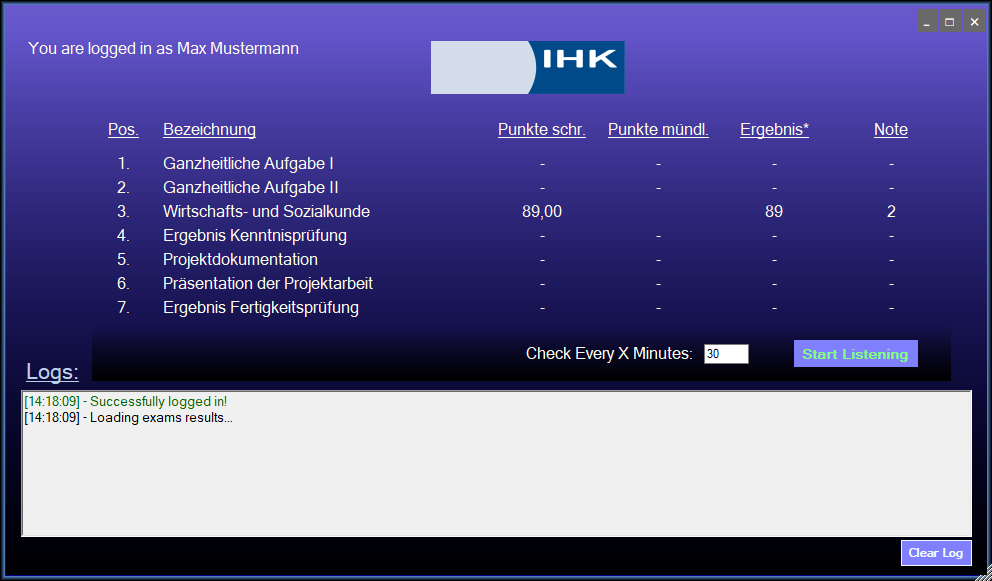 You are logged in as Max Mustermann
IHK
Pos. Bezeichnung Punkte schr. Punkte mündl. Ergebnis* Note
1. Ganzheitliche Aufgabe I - - - -
2. Ganzheitliche Aufgabe II - - - -
3. Wirtschafts- und Sozialkunde 89,00 89 2
4. Ergebnis Kenntnisprüfung - - - -
5. Projektdokumentation - - - -
6. Präsentation der Projektarbeit - - - -
7. Ergebnis Fertigkeitsprüfung - - - -
Check Every X Minutes: 30 Start Listening
Logs:
[14:18:09] - Successfully logged in!
[14:18:09] - Loading exams results...
Clear Log